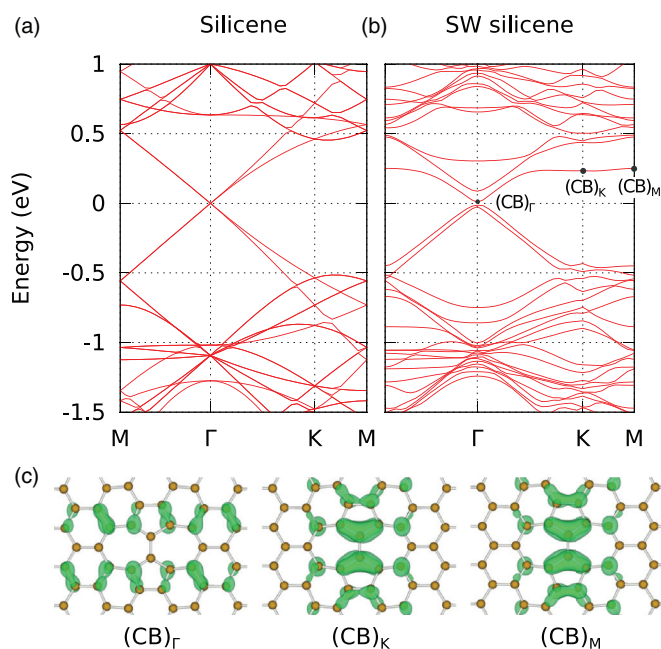 (a) Silicene (b) SW silicene
1
0.5
0
-0.5
-1
-1.5
Energy (eV)
(CB)Γ
(CB)K
(CB)M
M Γ K M
Γ K M
(c)
(CB)Γ (CB)K (CB)M